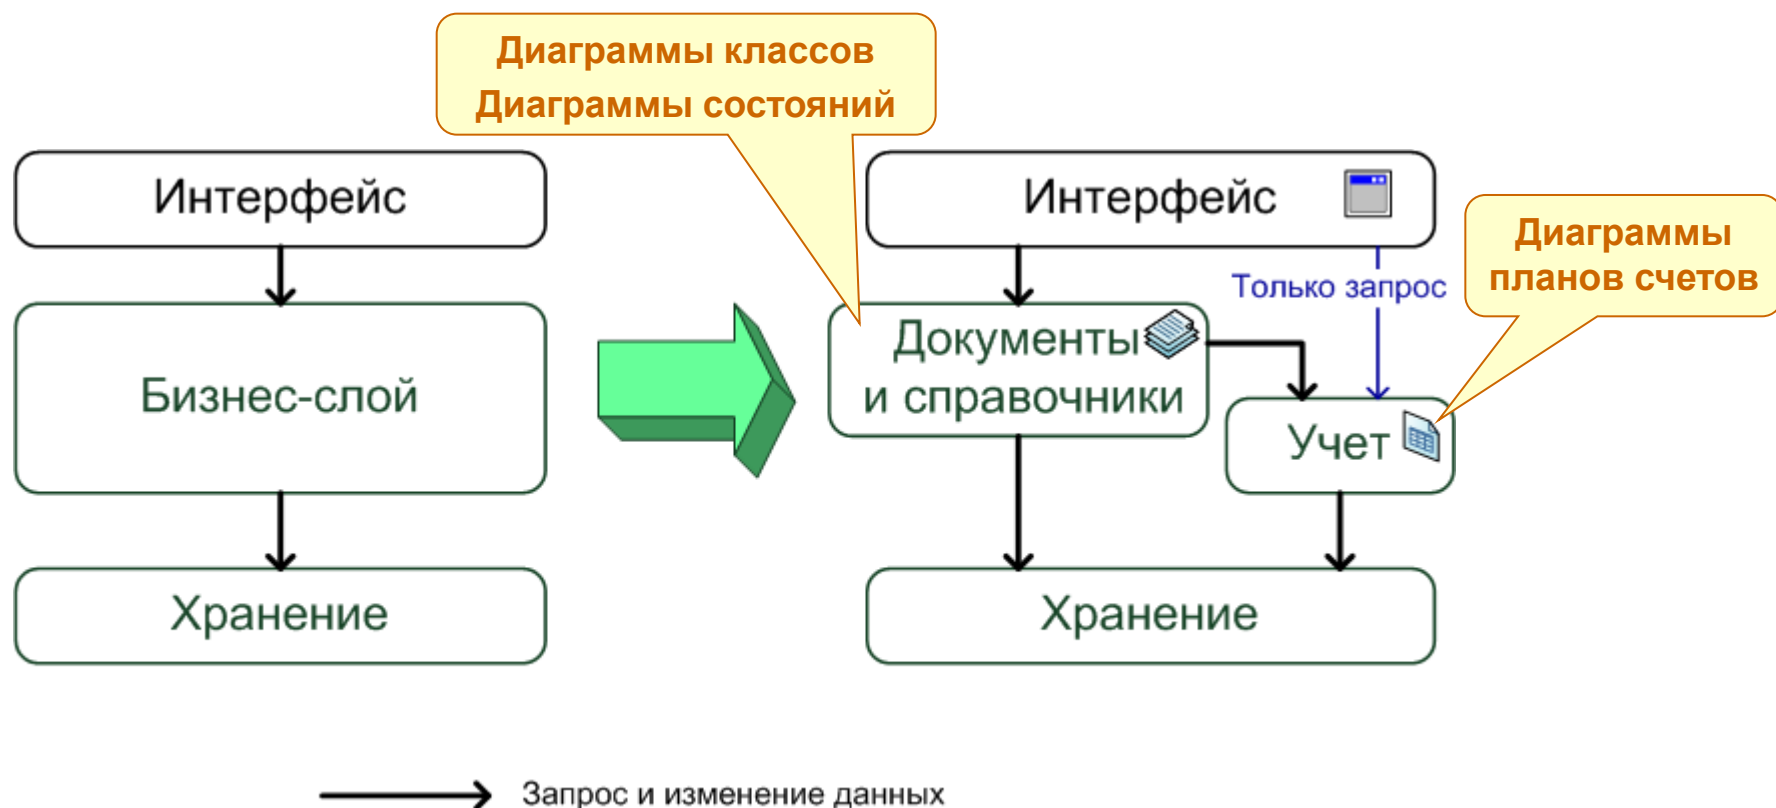 Диаграммы классов
Диаграммы состояний
Интерфейс
Бизнес-слой
Хранение
Интерфейс
Только запрос
Диаграммы
планов счетов
Документы
и справочники
Учет
Хранение
Запрос и изменение данных